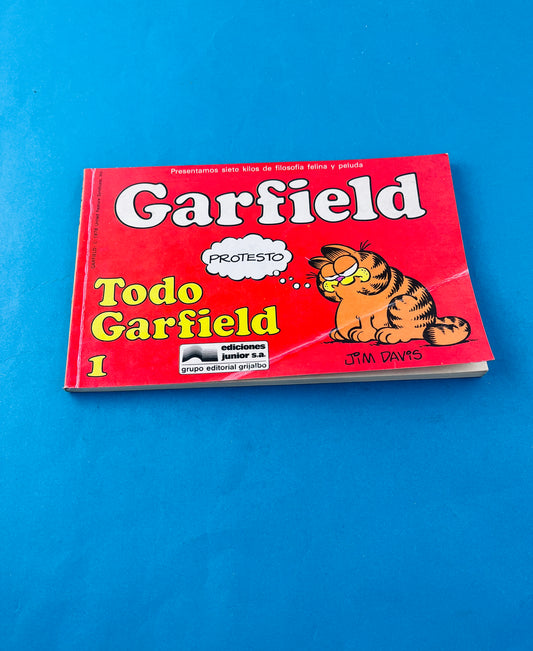 Presentamos siete kilos de filosofía felina y peluda
Garfield
PROTESTO
Todo
Garfield
1
ediciones
junior s.a.
grupo editorial grijalbo
JIM DAVIS